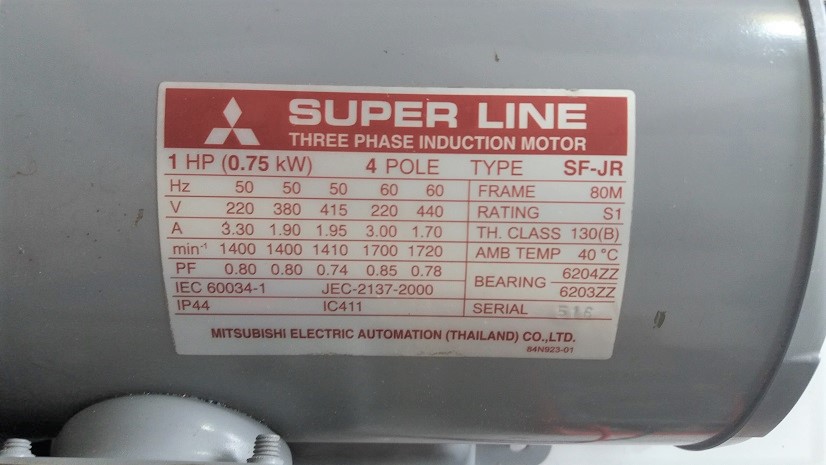 SUPER LINE
THREE PHASE INDUCTION MOTOR
1 HP (0.75 kW) 4 POLE TYPE SF-JR
Hz 50 50 50 60 60 FRAME 80M
V 220 380 415 220 440 RATING S1
A 3.30 1.90 1.95 3.00 1.70 TH. CLASS 130(B)
min-1 1400 1400 1410 1700 1720 AMB TEMP 40 °C
PF 0.80 0.80 0.74 0.85 0.78 BEARING 6204ZZ
6203ZZ
IEC 60034-1 JEC-2137-2000
IP44 IC411 SERIAL 516
MITSUBISHI ELECTRIC AUTOMATION (THAILAND) CO.,LTD.
84N923-01